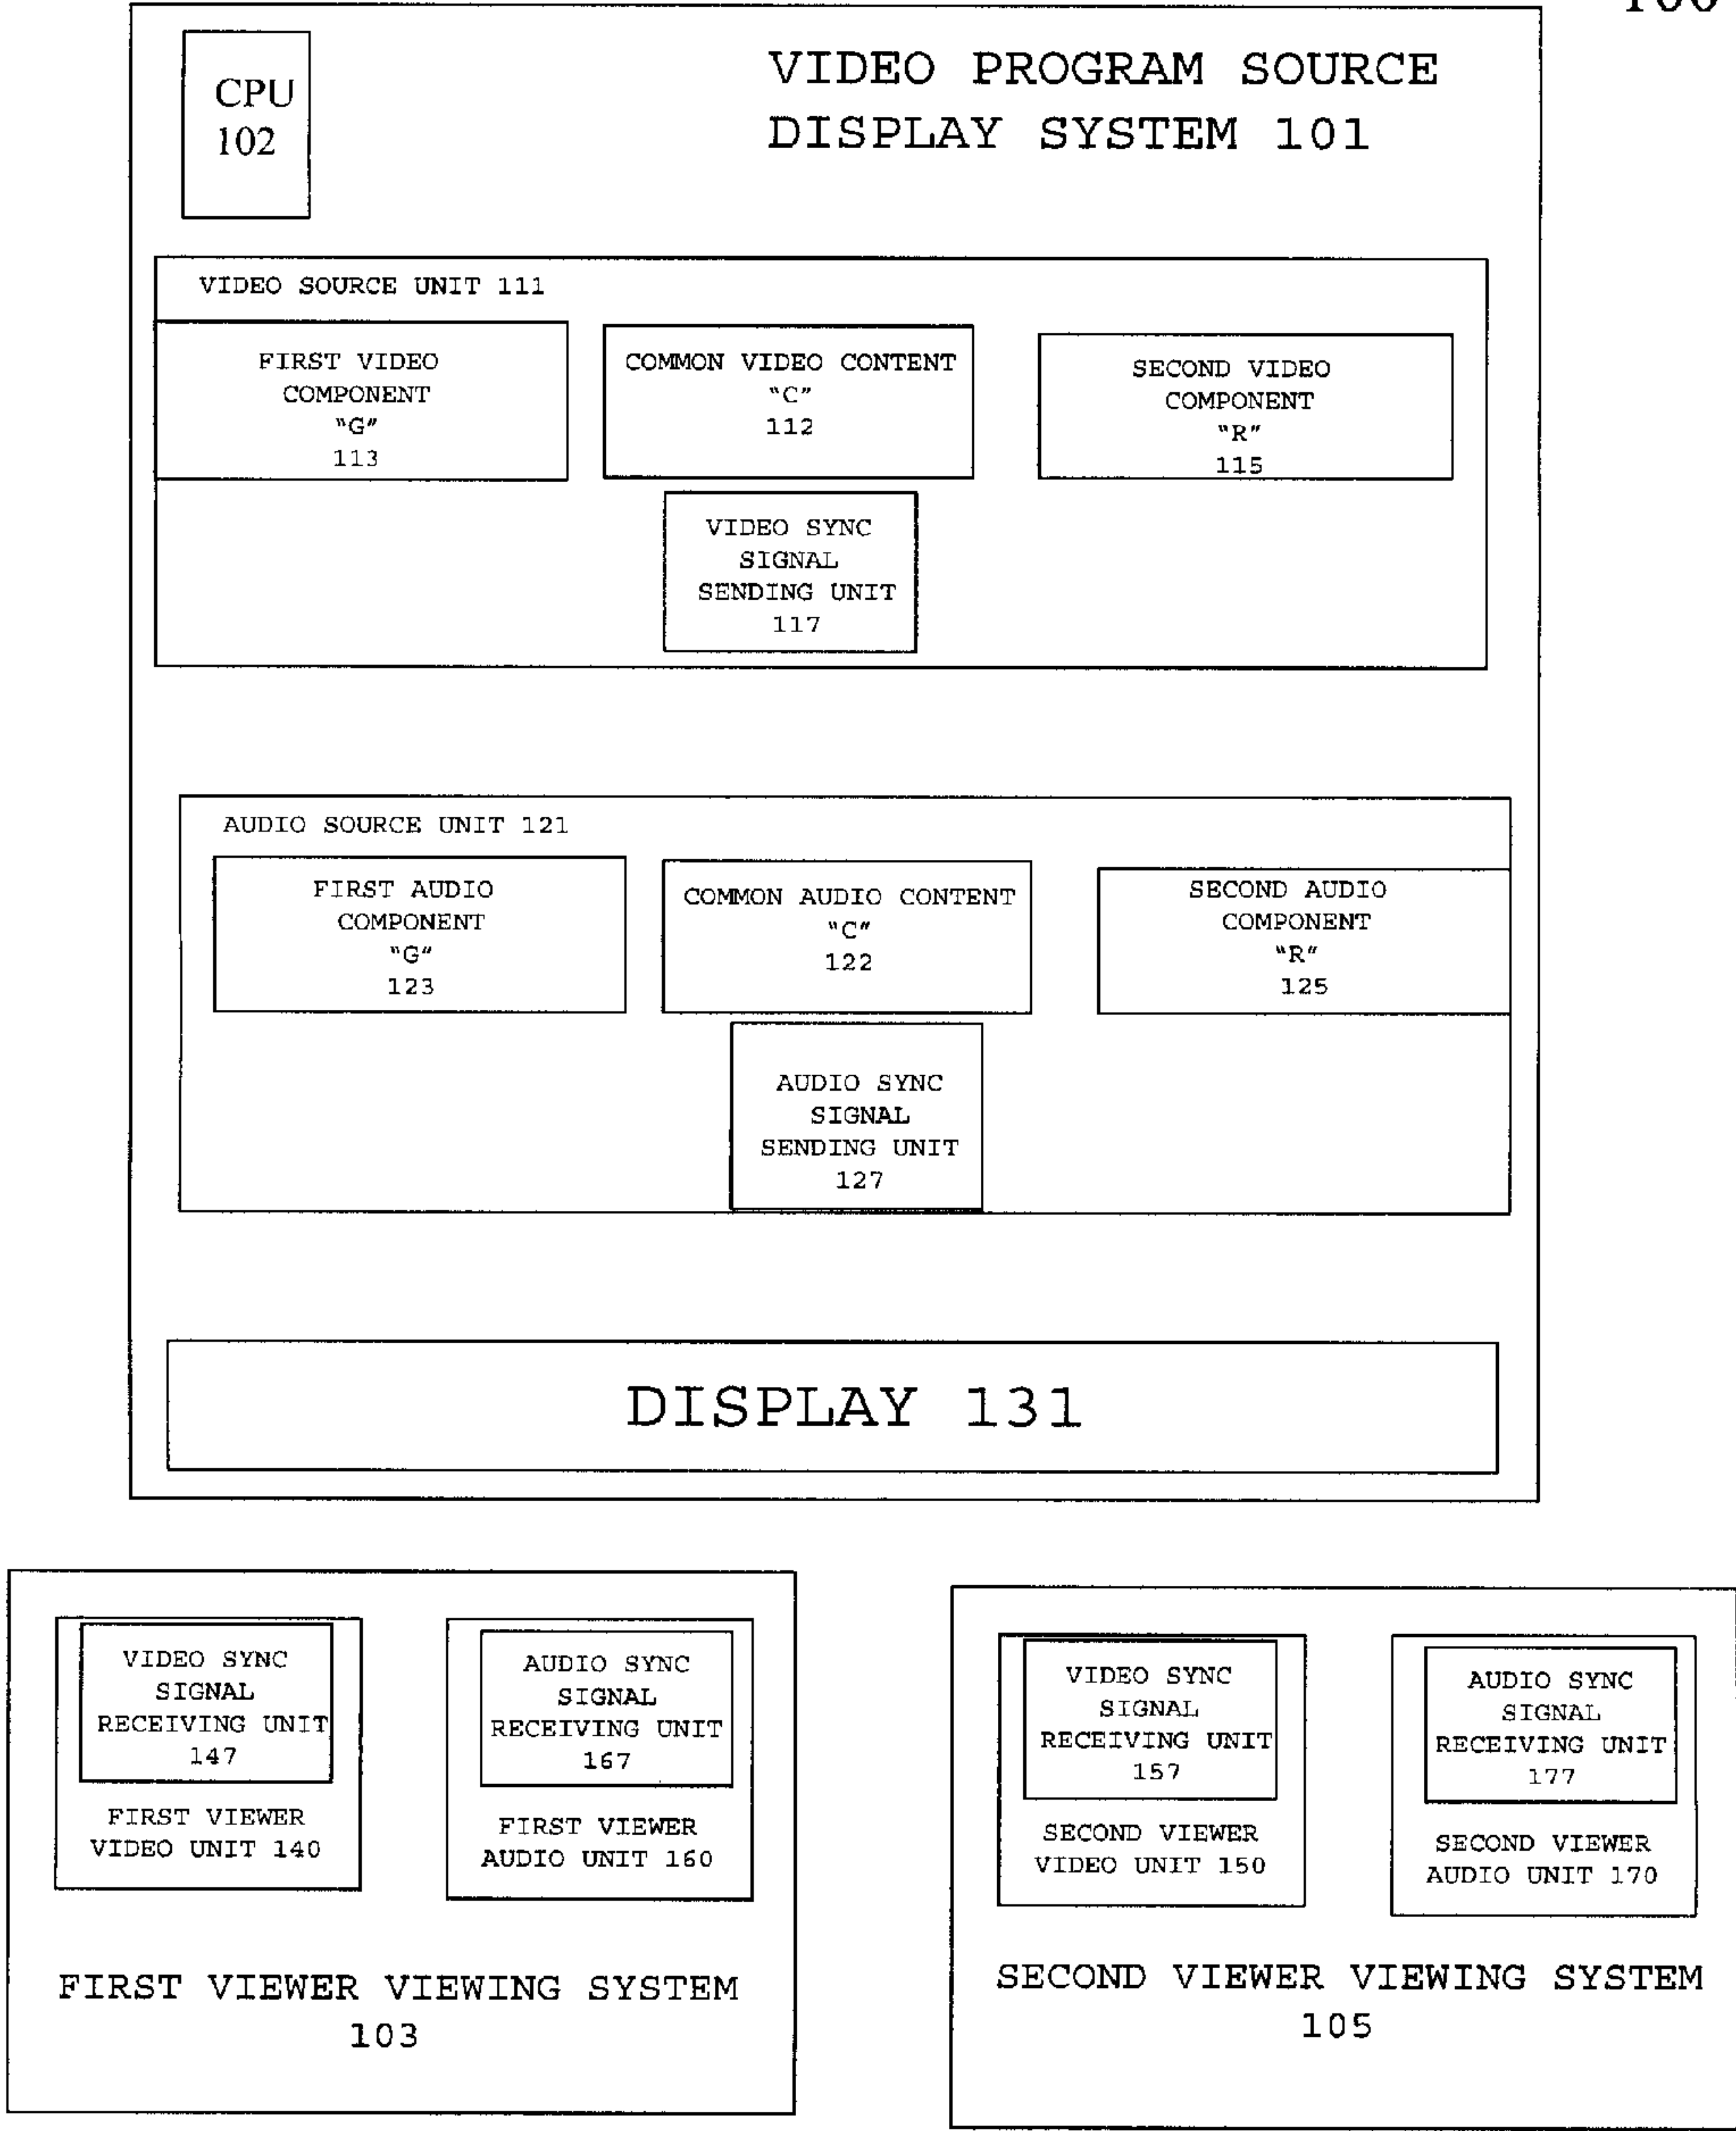 CPU
102
VIDEO PROGRAM SOURCE
DISPLAY SYSTEM 101
VIDEO SOURCE UNIT 111
FIRST VIDEO
COMPONENT
"G"
113
COMMON VIDEO CONTENT
"C"
112
SECOND VIDEO
COMPONENT
"R"
115
VIDEO SYNC
SIGNAL
SENDING UNIT
117
AUDIO SOURCE UNIT 121
FIRST AUDIO
COMPONENT
"G"
123
COMMON AUDIO CONTENT
"C"
122
SECOND AUDIO
COMPONENT
"R"
125
AUDIO SYNC
SIGNAL
SENDING UNIT
127
DISPLAY 131
VIDEO SYNC
SIGNAL
RECEIVING UNIT
147
FIRST VIEWER
VIDEO UNIT 140
AUDIO SYNC
SIGNAL
RECEIVING UNIT
167
FIRST VIEWER
AUDIO UNIT 160
FIRST VIEWER VIEWING SYSTEM
103
VIDEO SYNC
SIGNAL
RECEIVING UNIT
157
SECOND VIEWER
VIDEO UNIT 150
AUDIO SYNC
SIGNAL
RECEIVING UNIT
177
SECOND VIEWER
AUDIO UNIT 170
SECOND VIEWER VIEWING SYSTEM
105